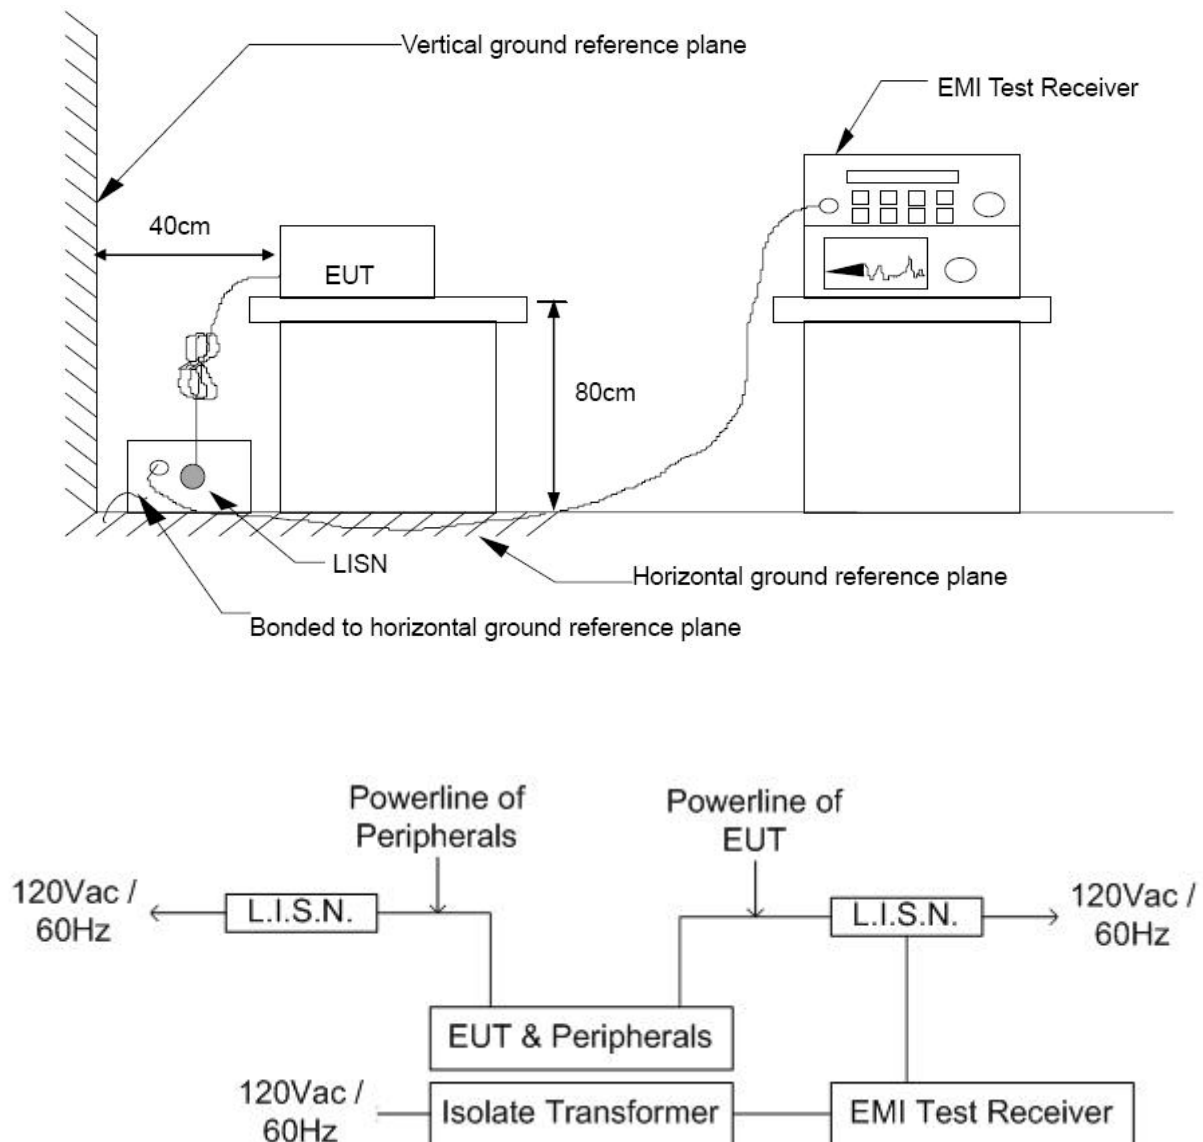 Vertical ground reference plane
EMI Test Receiver
40cm
EUT
80cm
LISN
Horizontal ground reference plane
Bonded to horizontal ground reference plane
Powerline of
Peripherals
Powerline of
EUT
120Vac /
60Hz
L.I.S.N.
L.I.S.N.
120Vac /
60Hz
EUT & Peripherals
120Vac /
60Hz
Isolate Transformer
EMI Test Receiver